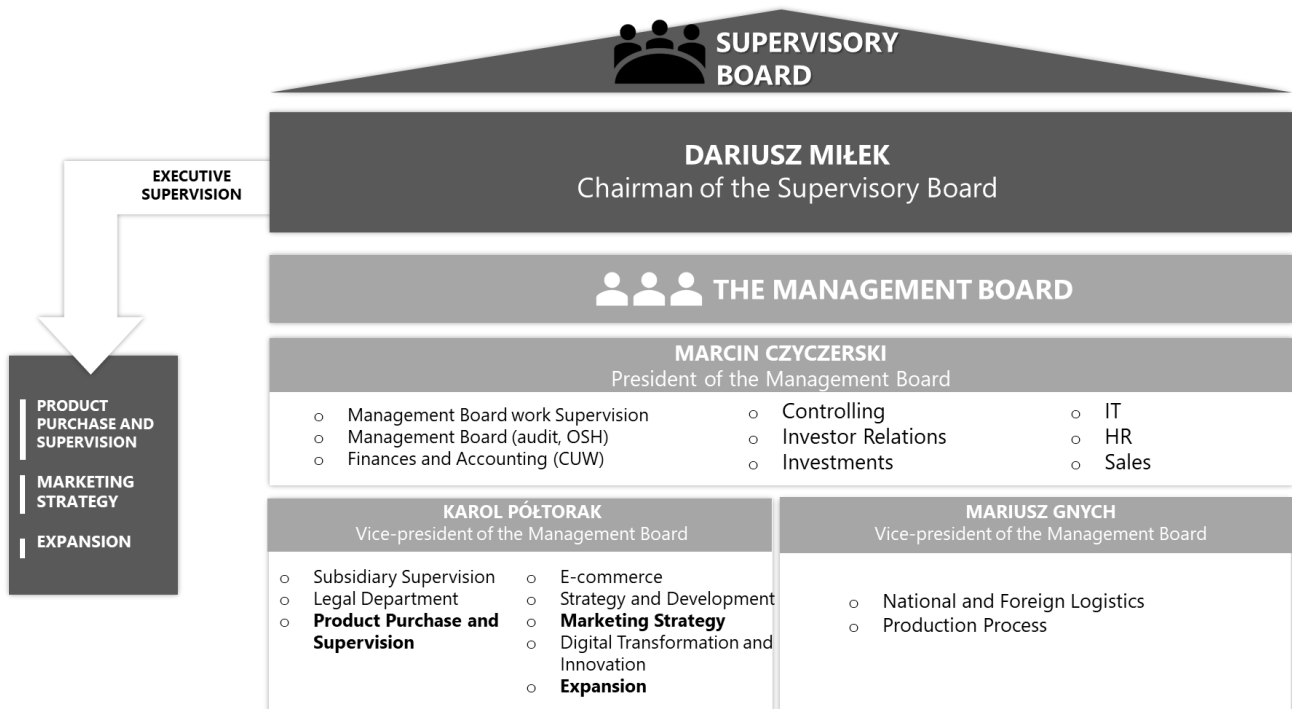 SUPERVISORY
BOARD
DARIUSZ MIŁEK
Chairman of the Supervisory Board
EXECUTIVE
SUPERVISION
THE MANAGEMENT BOARD
MARCIN CZYCZERSKI
President of the Management Board
o Management Board work Supervision
o Management Board (audit, OSH)
o Finances and Accounting (CUW)
o Controlling
o Investor Relations
o Investments
o IT
o HR
o Sales
PRODUCT
PURCHASE AND
SUPERVISION
MARKETING
STRATEGY
EXPANSION
KAROL PÓŁTORAK
Vice-president of the Management Board
o Subsidiary Supervision
o Legal Department
o Product Purchase and
Supervision
o E-commerce
o Strategy and Development
o Marketing Strategy
o Digital Transformation and
Innovation
o Expansion
MARIUSZ GNYCH
Vice-president of the Management Board
o National and Foreign Logistics
o Production Process